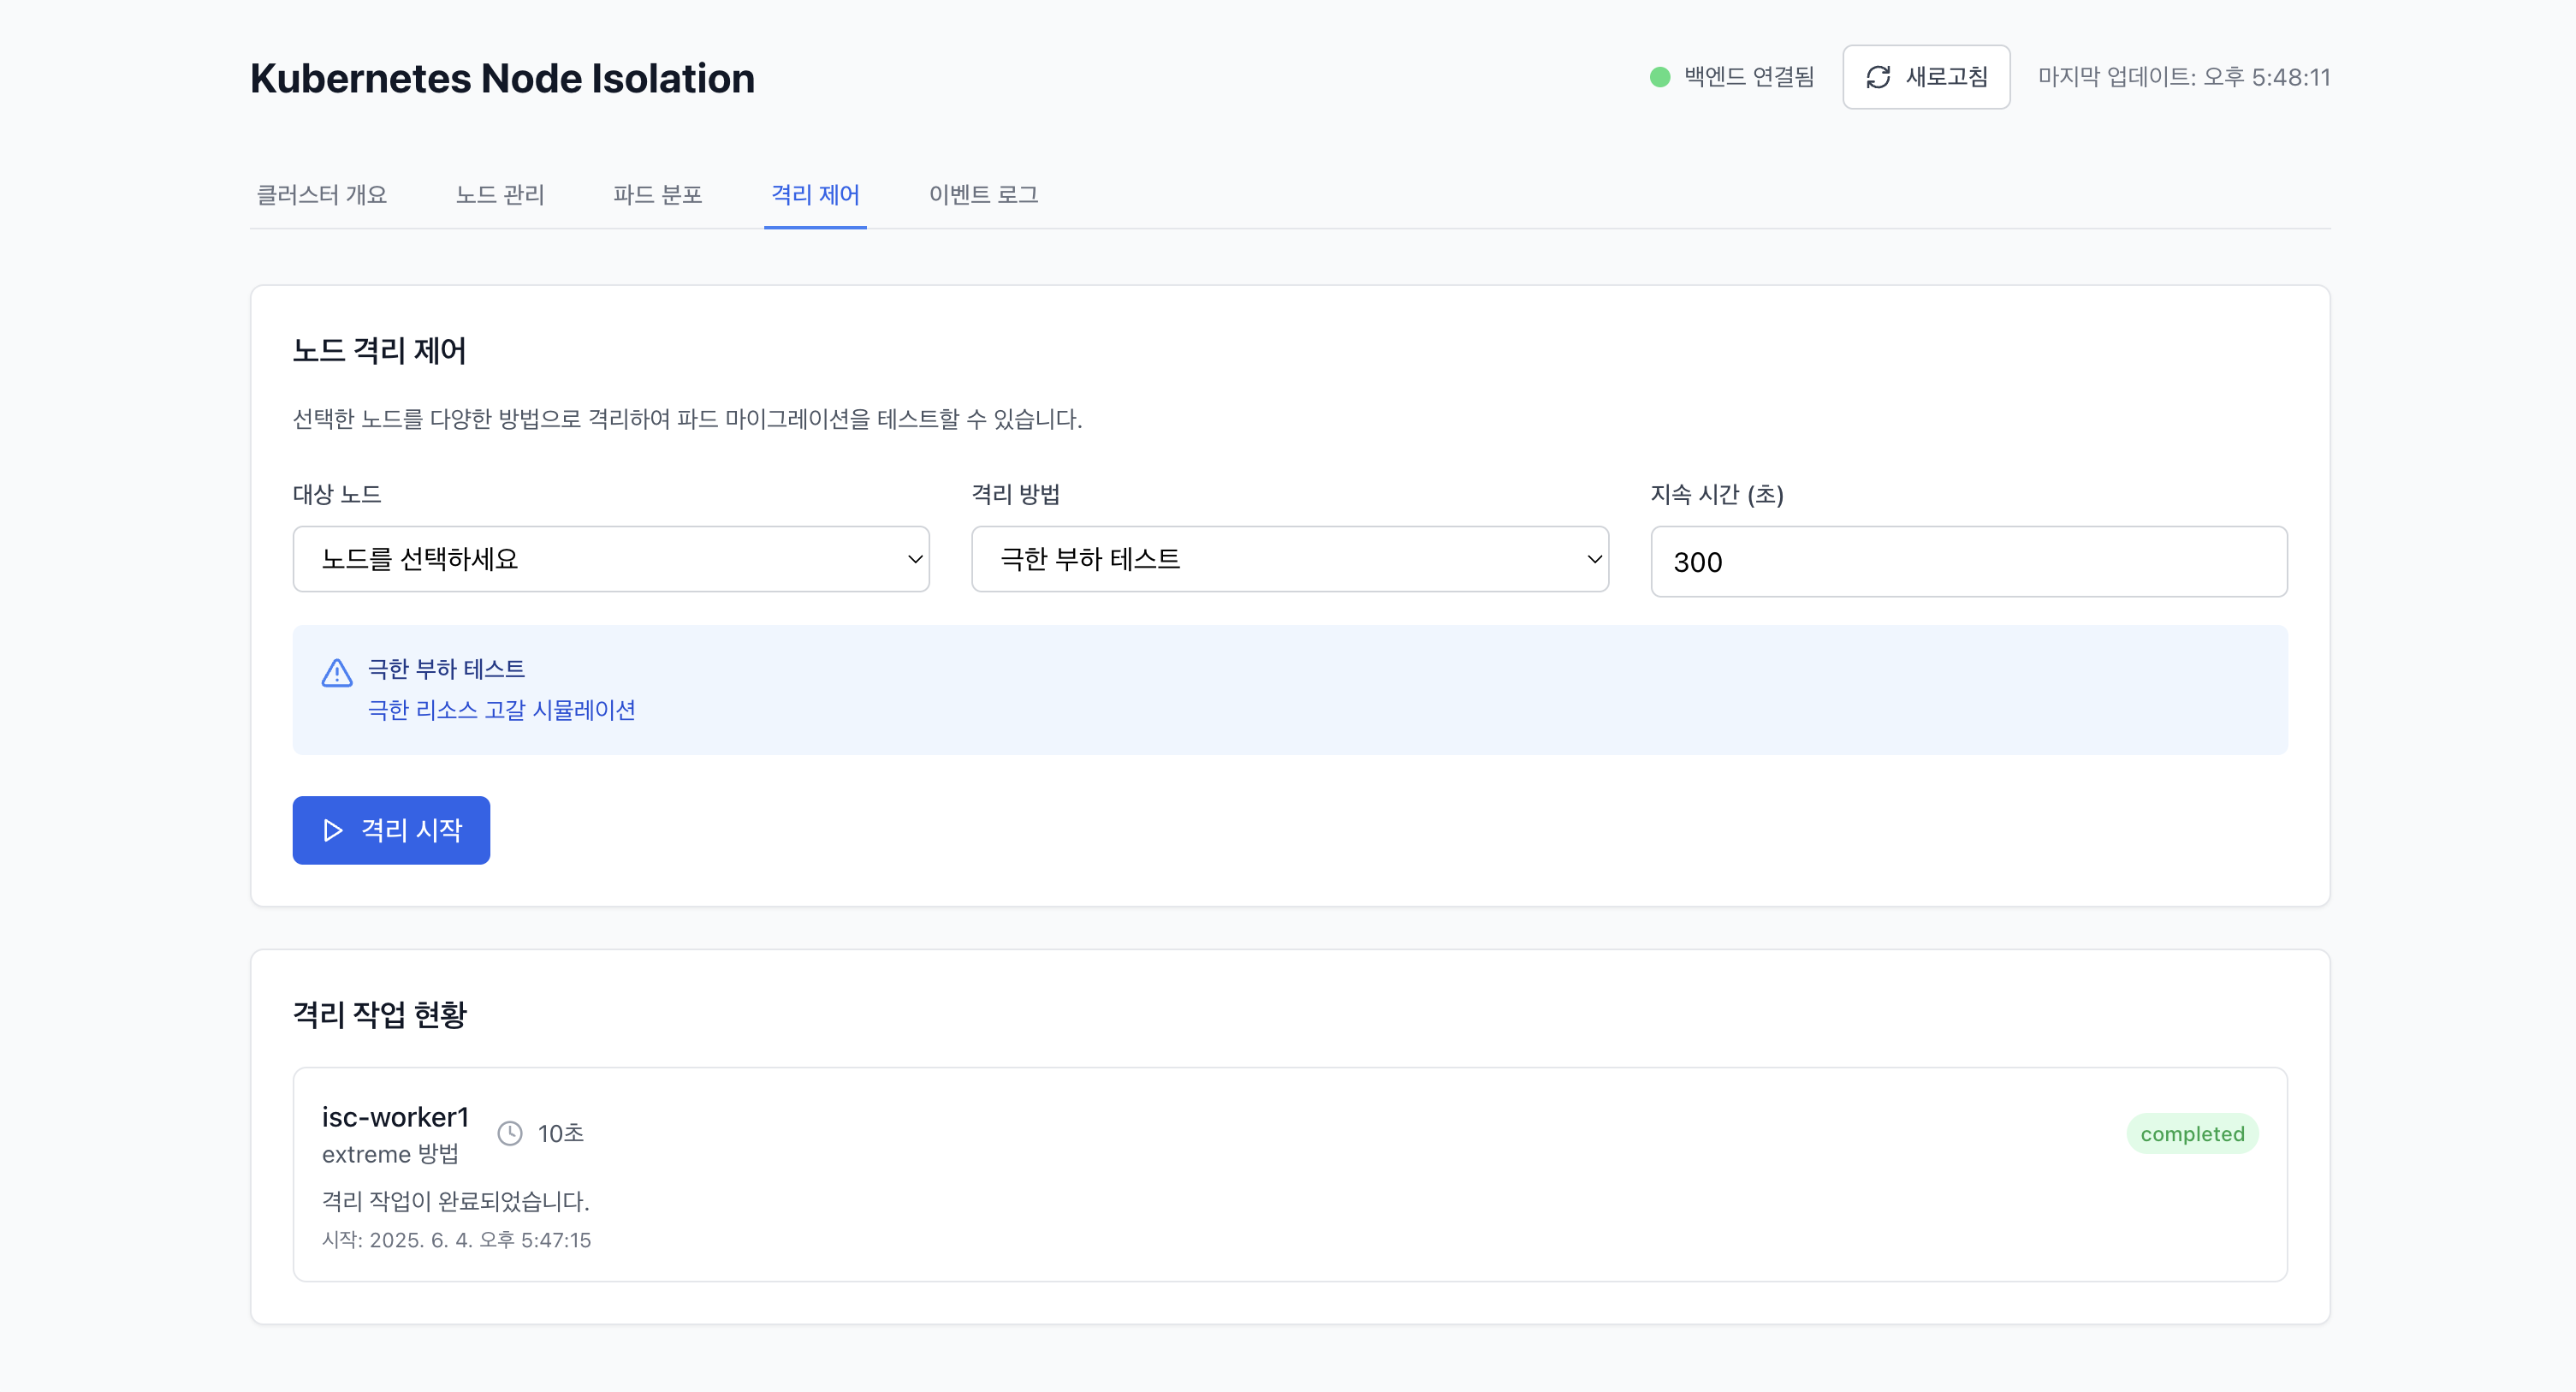 Kubernetes Node Isolation
백엔드 연결됨
새로고침
마지막 업데이트: 오후 5:48:11
클러스터 개요
노드 관리
파드 분포
격리 제어
이벤트 로그
노드 격리 제어
선택한 노드를 다양한 방법으로 격리하여 파드 마이그레이션을 테스트할 수 있습니다.
대상 노드
노드를 선택하세요
격리 방법
극한 부하 테스트
지속 시간 (초)
300
극한 부하 테스트
극한 리소스 고갈 시뮬레이션
격리 시작
격리 작업 현황
isc-worker1
extreme 방법
10초
completed
격리 작업이 완료되었습니다.
시작: 2025. 6. 4. 오후 5:47:15